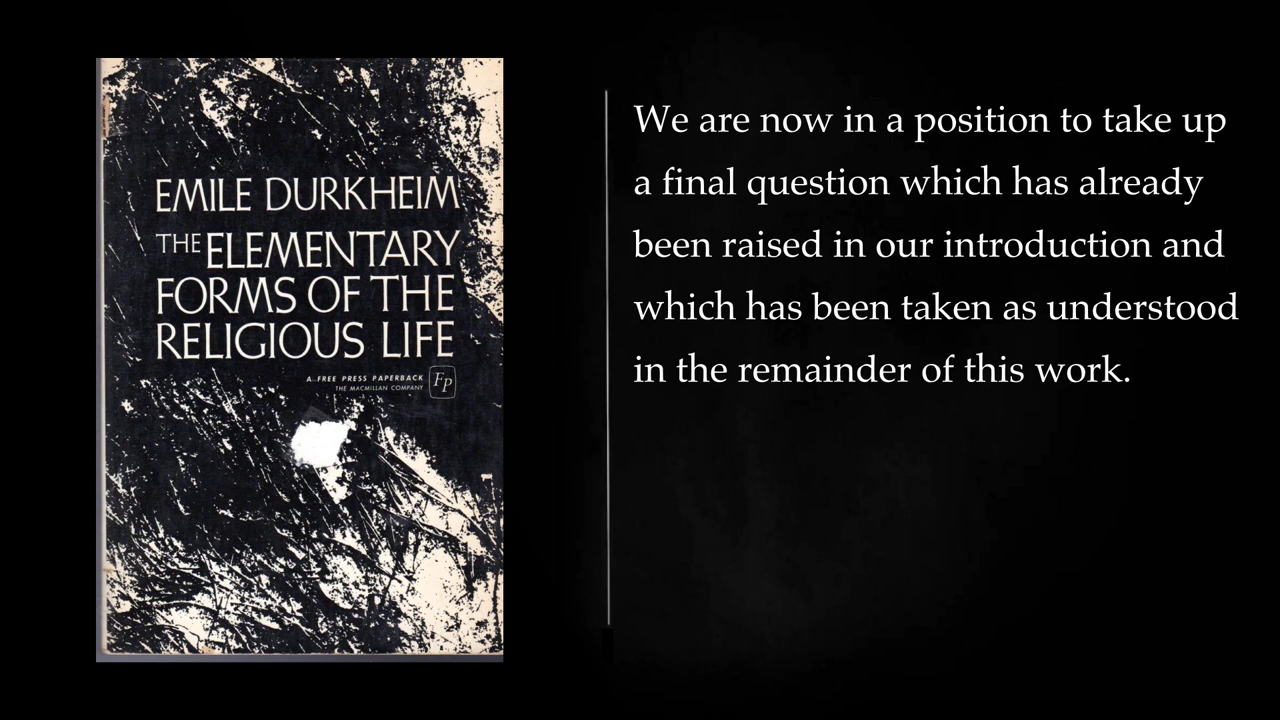 EMILE DURKHEIM
THE ELEMENTARY
FORMS OF THE
RELIGIOUS LIFE
A FREE PRESS PAPERBACK
THE MACMILLAN COMPANY
Fp
We are now in a position to take up
a final question which has already
been raised in our introduction and
which has been taken as understood
in the remainder of this work.